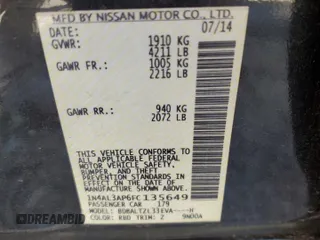 MFD BY NISSAN MOTOR CO., LTD.
DATE: 07/14
GVWR: 1910 KG
4211 LB
GAWR FR: 1005 KG
2216 LB
GAWR RR: 940 KG
2072 LB
THIS VEHICLE CONFORMS TO ALL
APPLICABLE FEDERAL MOTOR VEHICLE
SAFETY, BUMPER, AND THEFT
PREVENTION STANDARDS IN EFFECT
ON THE DATE OF MANUFACTURE
SHOWN ABOVE.
1N4AL3AP6FC135649
PASSENGER CAR 179
MODEL:
COLOR: TRIM: Z
© DREAMBID.COM